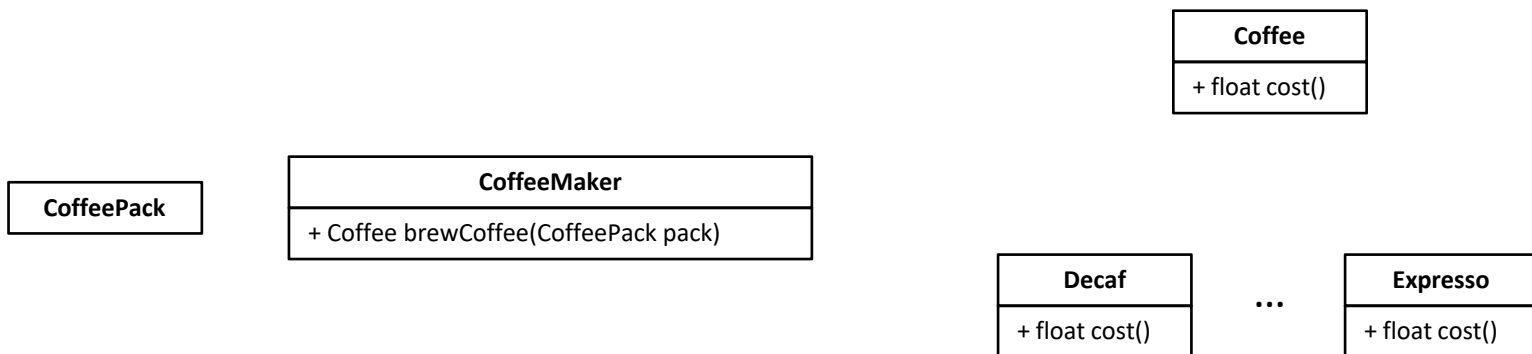 Coffee
+ float cost()
CoffeePack
CoffeeMaker
+ Coffee brewCoffee(CoffeePack pack)
Decaf
+ float cost()
...
Expresso
+ float cost()